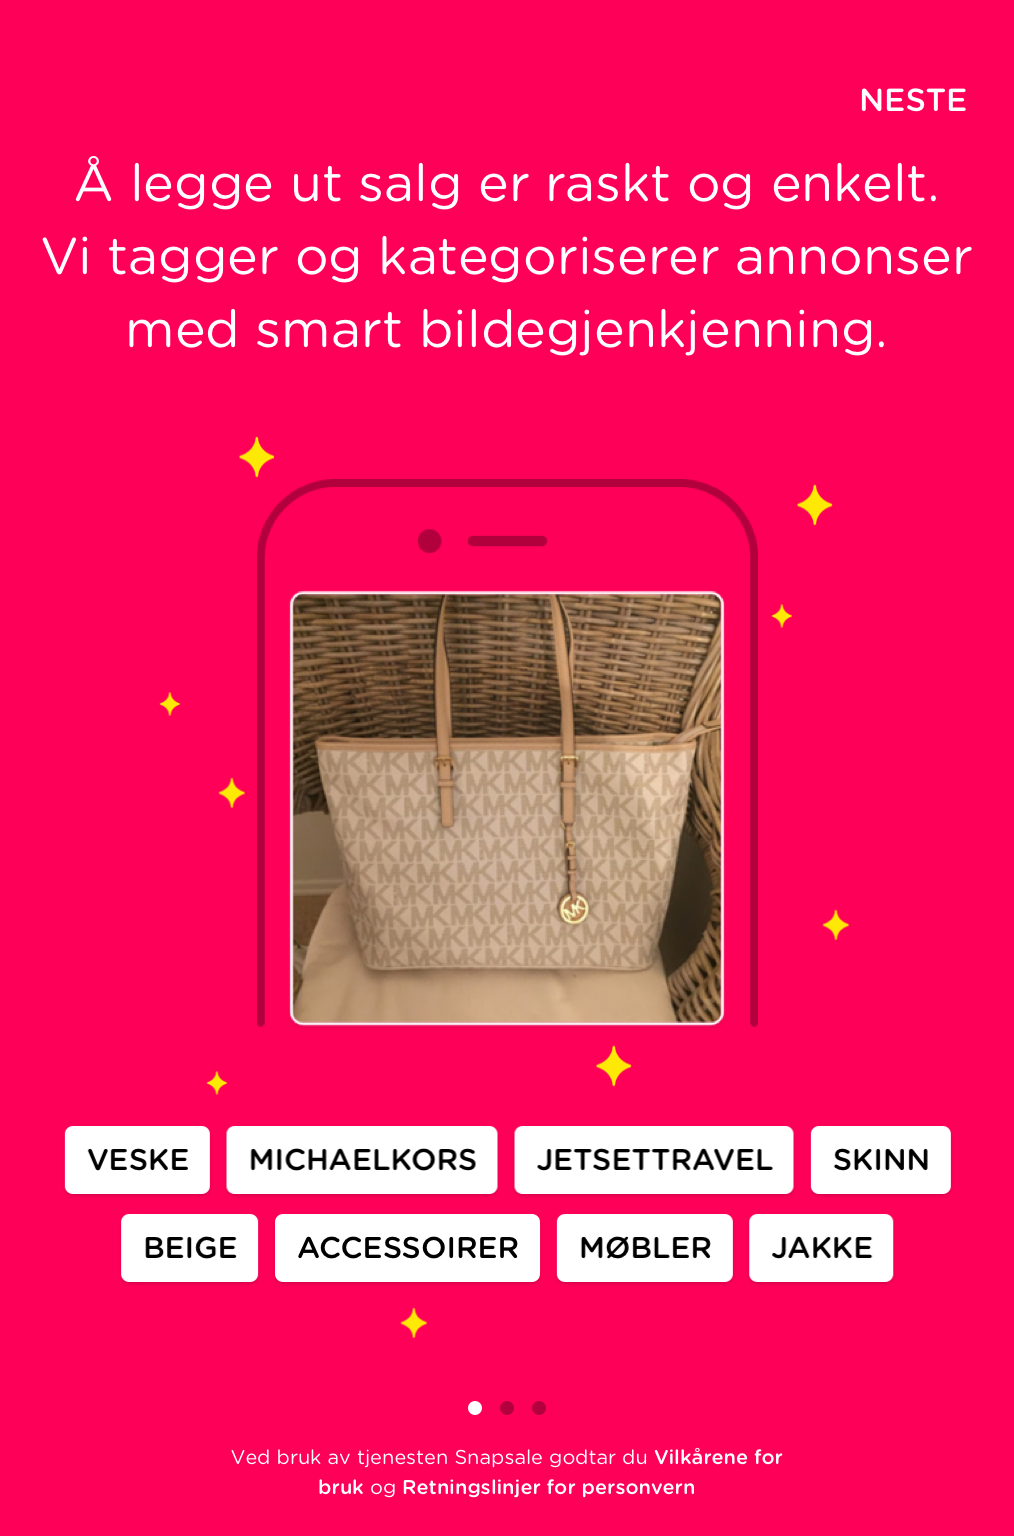 NESTE
Å legge ut salg er raskt og enkelt.
Vi tagger og kategoriserer annonser
med smart bildegjenkjenning.
MK
VESKE MICHAELKORS JETSETTRAVEL SKINN
BEIGE ACCESSOIRER MØBLER JAKKE
Ved bruk av tjenesten Snapsale godtar du Vilkårene for
bruk og Retningslinjer for personvern